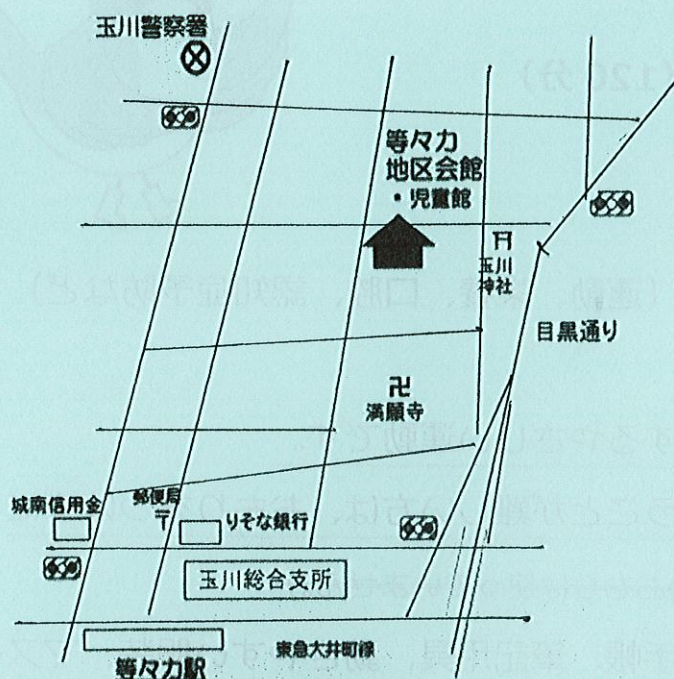 玉川警察署
等々力
地区会館
・児童館
玉川
神社
目黒通り
卍
満願寺
城南信用金
郵便局
〒
りそな銀行
玉川総合支所
東急大井町線
等々力駅